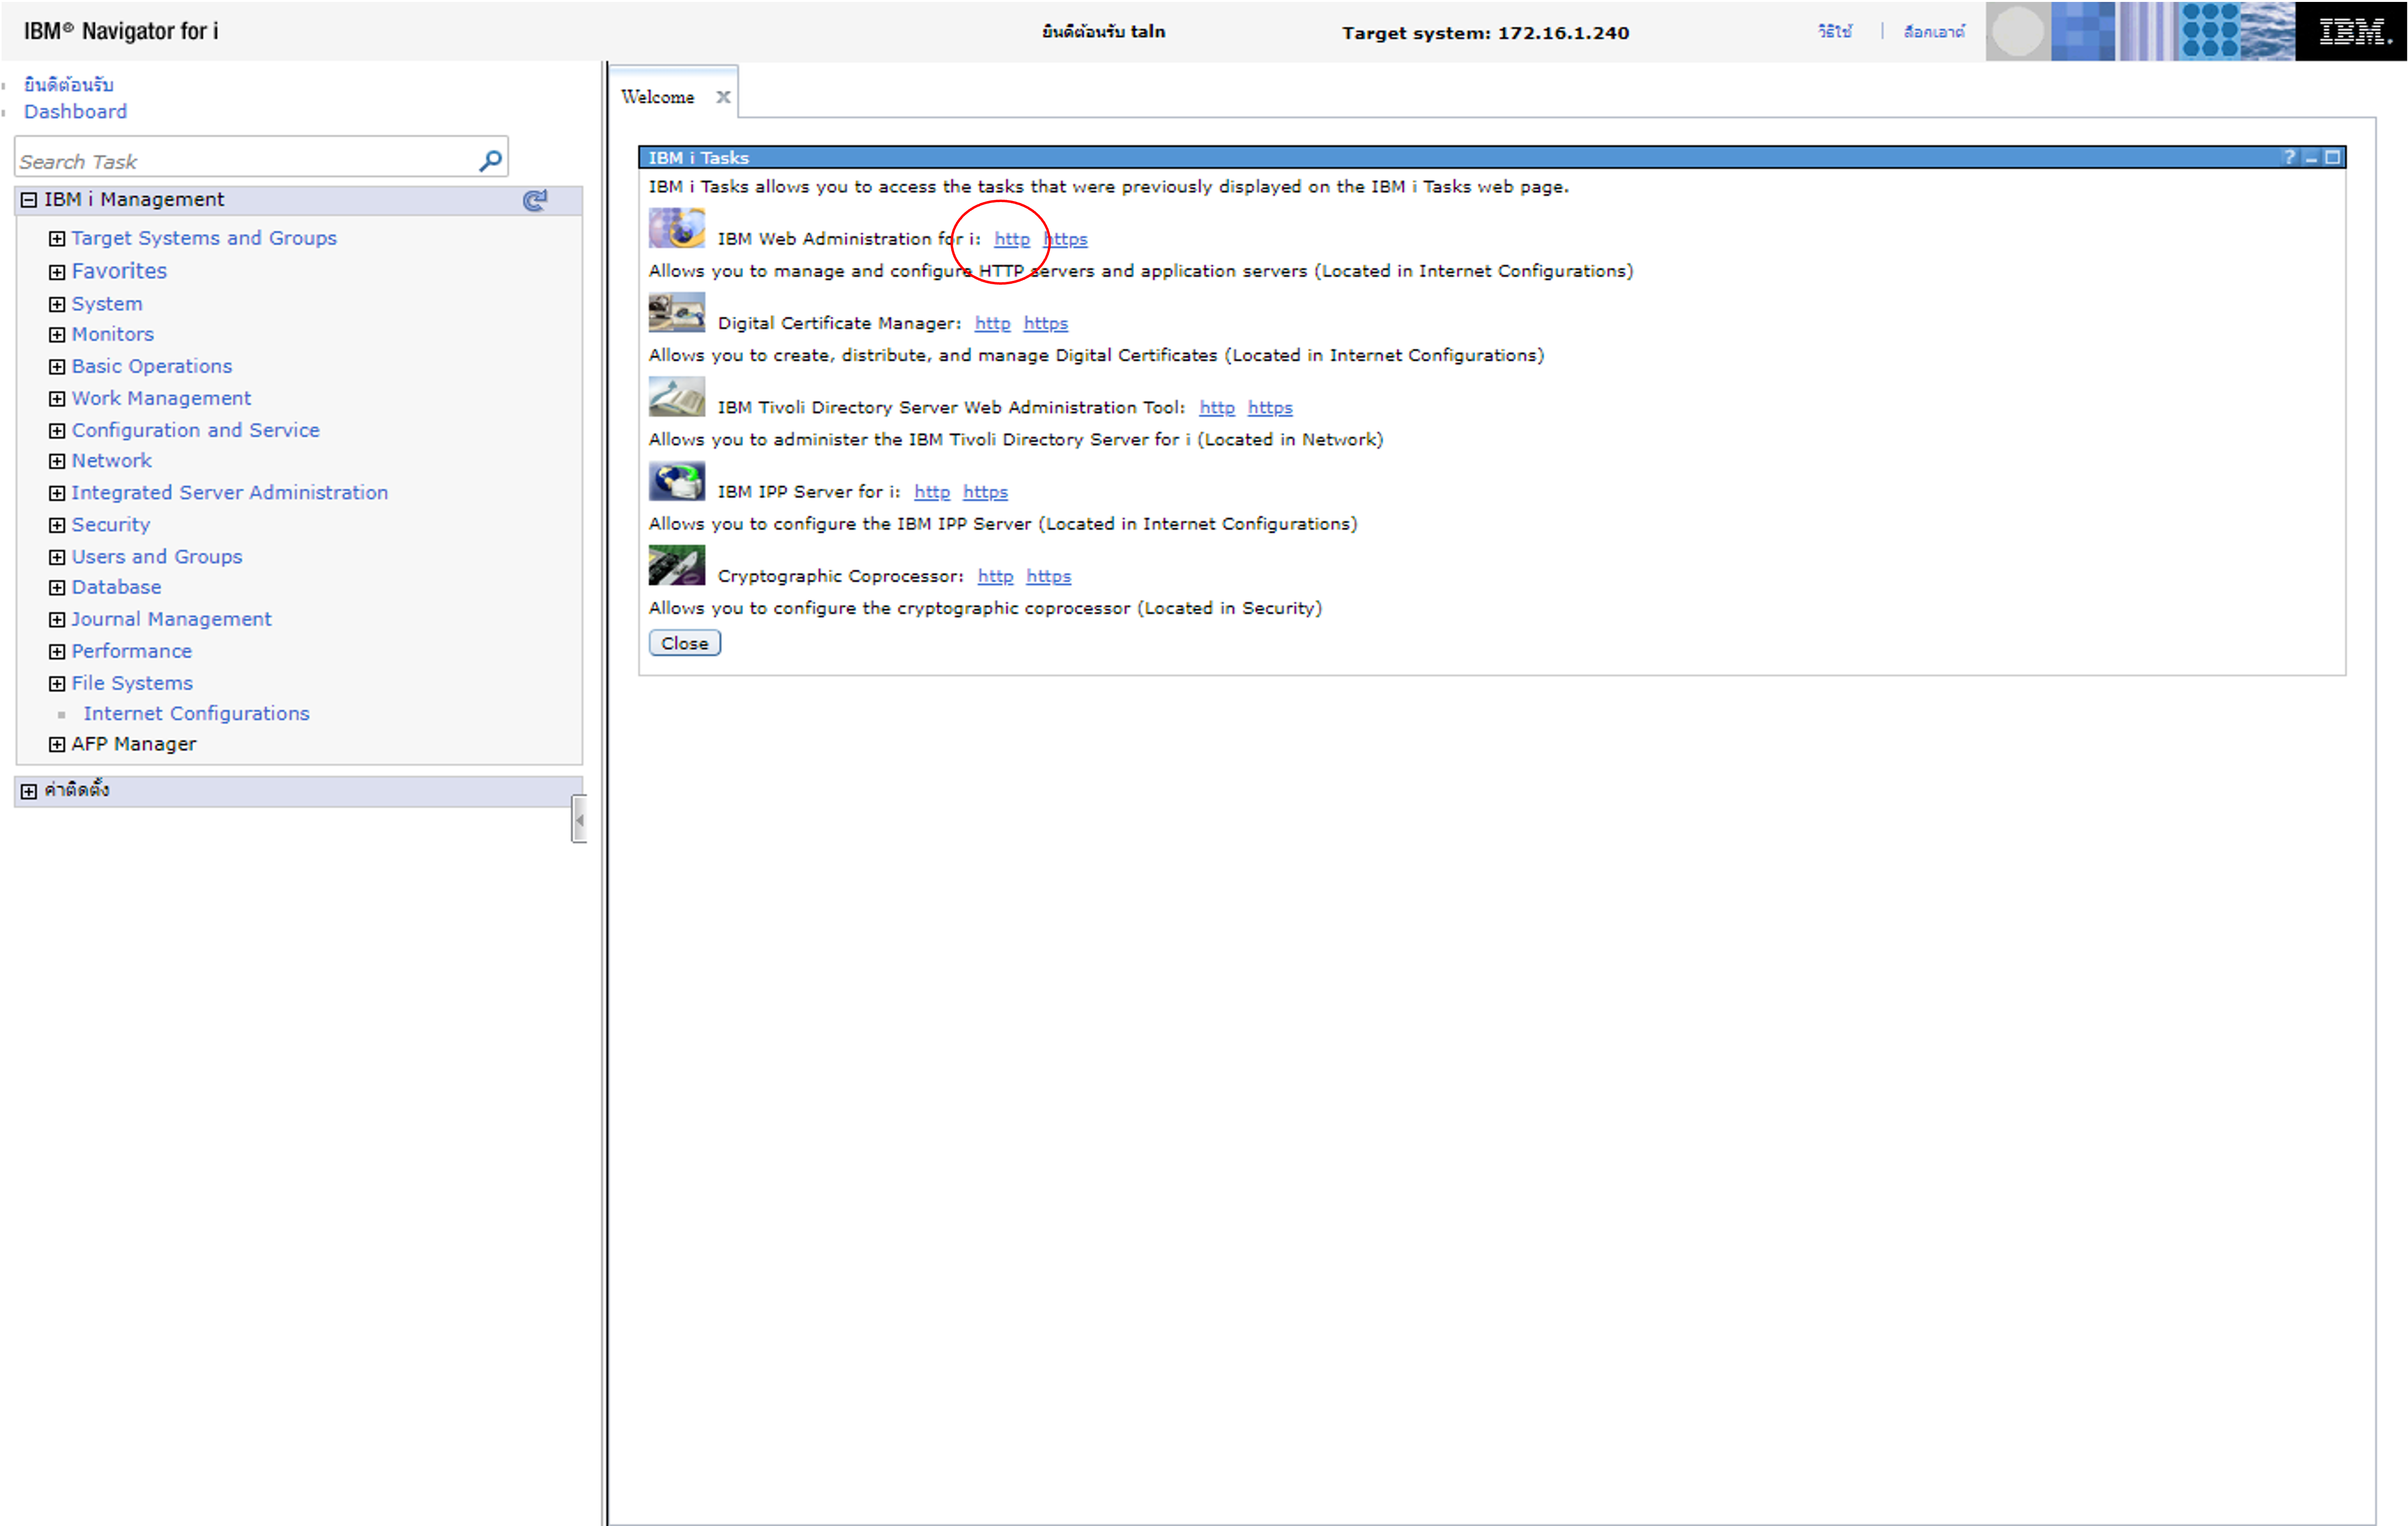 IBM® Navigator for i
ยินดีต้อนรับ taln
Target system: 172.16.1.240
วิธีใช้ | ล็อกเอาต์
IBM.
ยินดีต้อนรับ
Dashboard
Search Task
IBM i Management
Target Systems and Groups
Favorites
System
Monitors
Basic Operations
Work Management
Configuration and Service
Network
Integrated Server Administration
Security
Users and Groups
Database
Journal Management
Performance
File Systems
Internet Configurations
AFP Manager
ค่าติดตั้ง
Welcome
IBM i Tasks
IBM i Tasks allows you to access the tasks that were previously displayed on the IBM i Tasks web page.
IBM Web Administration for i: http https
Allows you to manage and configure HTTP servers and application servers (Located in Internet Configurations)
Digital Certificate Manager: http https
Allows you to create, distribute, and manage Digital Certificates (Located in Internet Configurations)
IBM Tivoli Directory Server Web Administration Tool: http https
Allows you to administer the IBM Tivoli Directory Server for i (Located in Network)
IBM IPP Server for i: http https
Allows you to configure the IBM IPP Server (Located in Internet Configurations)
Cryptographic Coprocessor: http https
Allows you to configure the cryptographic coprocessor (Located in Security)
Close